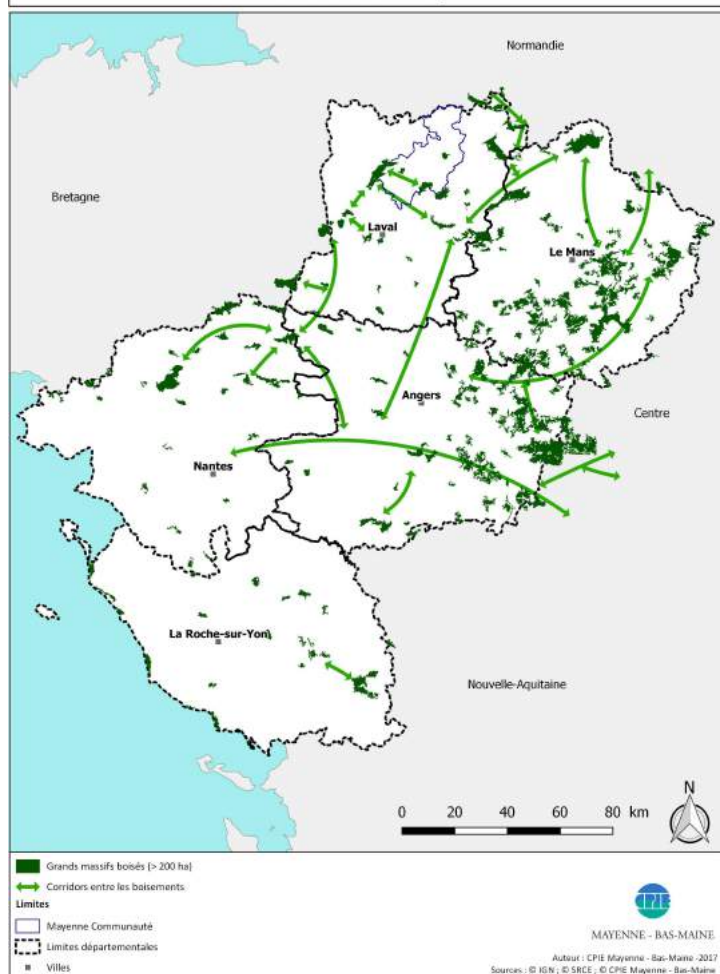 Normandie
Bretagne
Laval
Le Mans
Angers
Centre
Nantes
La Roche-sur-Yon
Nouvelle-Aquitaine
N
0 20 40 60 80 km
Grands massifs boisés (> 200 ha)
Corridors entre les boisements
Limites
Mayenne Communauté
Limites départementales
Villes
CPIE
MAYENNE - BAS-MAINE
Auteur : CPIE Mayenne - Bas-Maine -2017
Sources : © IGN ; © SRCE ; © CPIE Mayenne - Bas-Maine